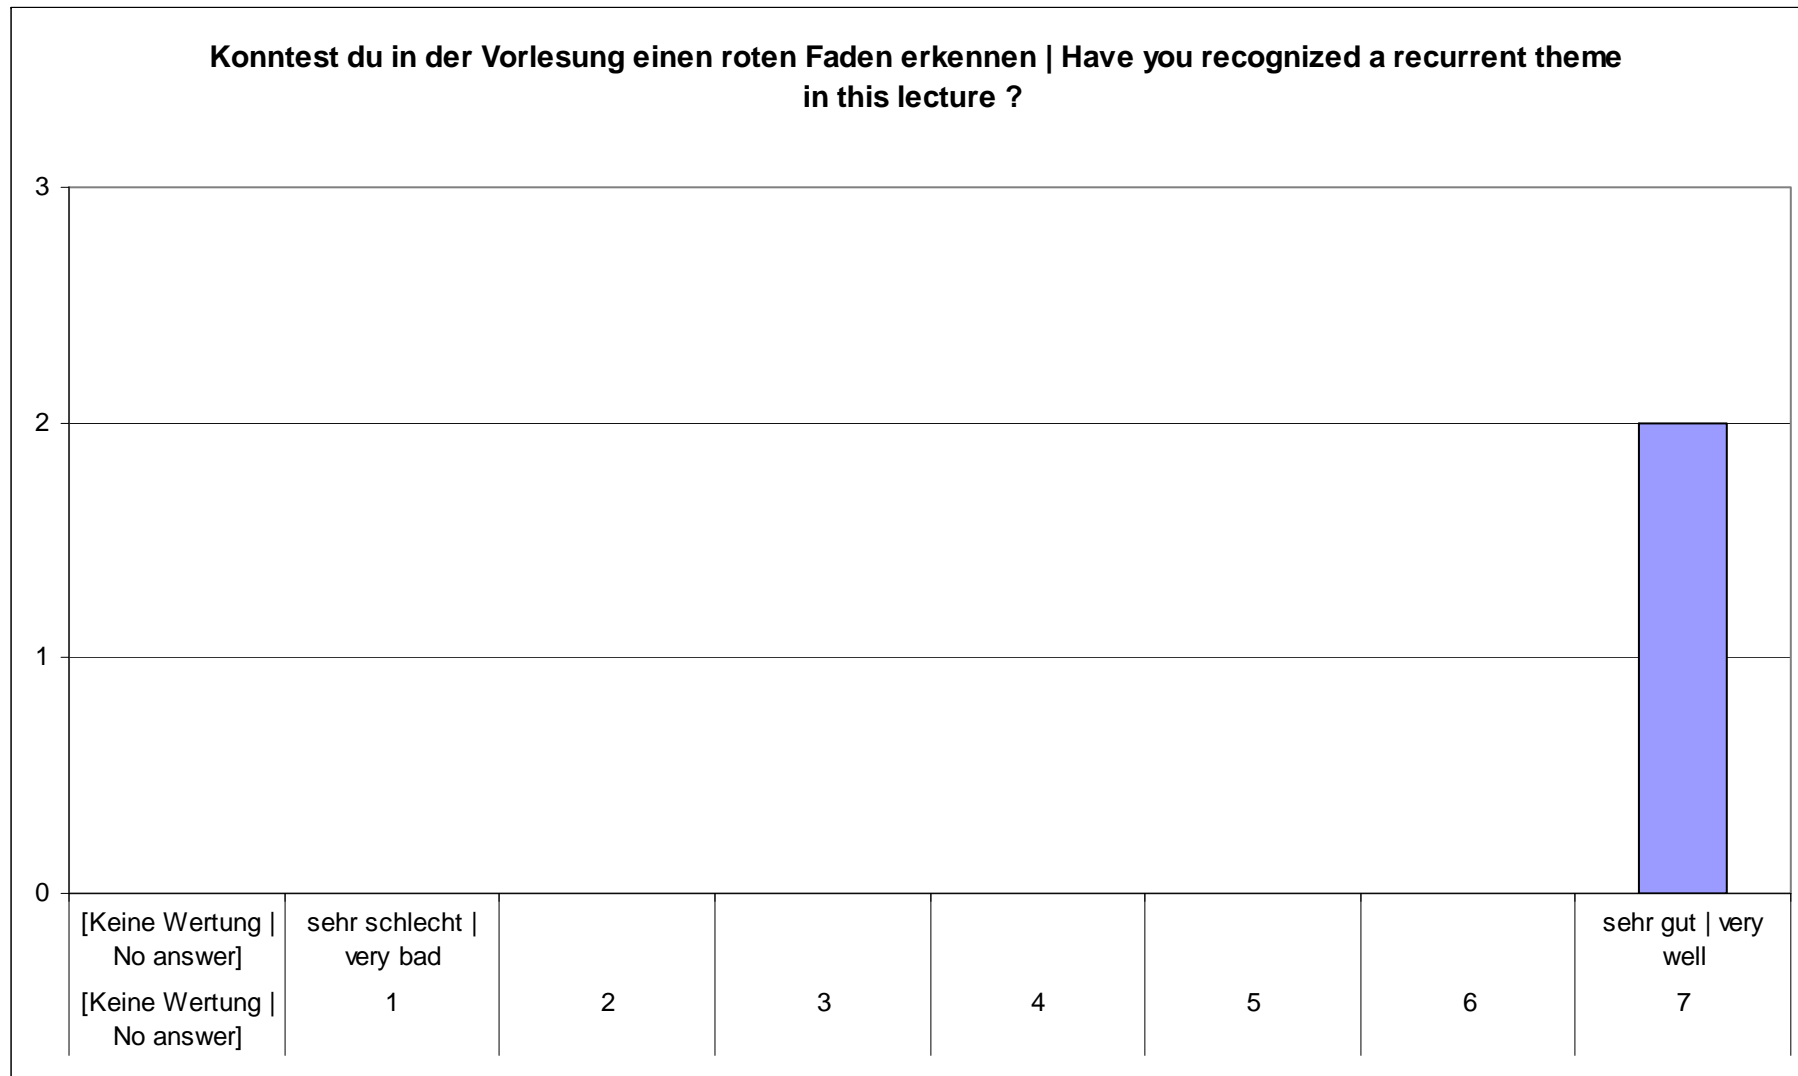 Konntest du in der Vorlesung einen roten Faden erkennen | Have you recognized a recurrent theme
in this lecture ?
3
2
1
0
[Keine Wertung |
No answer]
sehr schlecht |
very bad
sehr gut | very
well
[Keine Wertung |
No answer]
1
2
3
4
5
6
7